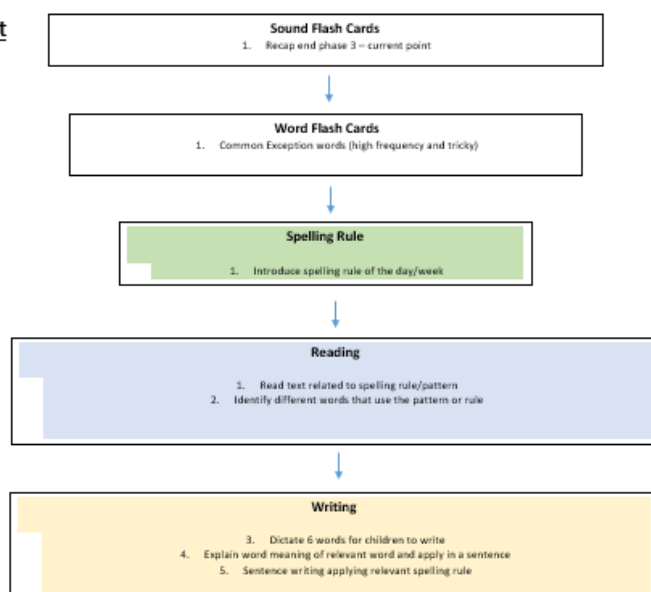 t
Sound Flash Cards
1. Recap end phase 3 – current point
Word Flash Cards
1. Common Exception words (high frequency and tricky)
Spelling Rule
1. Introduce spelling rule of the day/week
Reading
1. Read text related to spelling rule/pattern
2. Identify different words that use the pattern or rule
Writing
3. Dictate 6 words for children to write
4. Explain word meaning of relevant word and apply in a sentence
5. Sentence writing applying relevant spelling rule